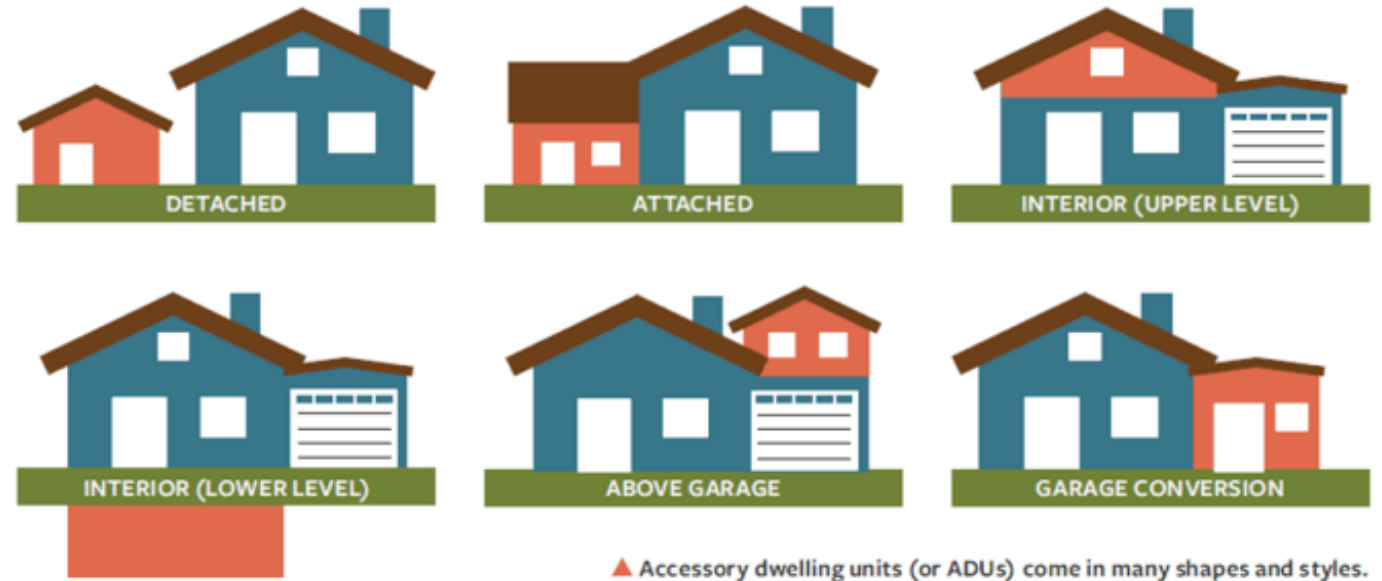 DETACHED
ATTACHED
INTERIOR (UPPER LEVEL)
INTERIOR (LOWER LEVEL)
ABOVE GARAGE
GARAGE CONVERSION
▲ Accessory dwelling units (or ADUs) come in many shapes and styles.